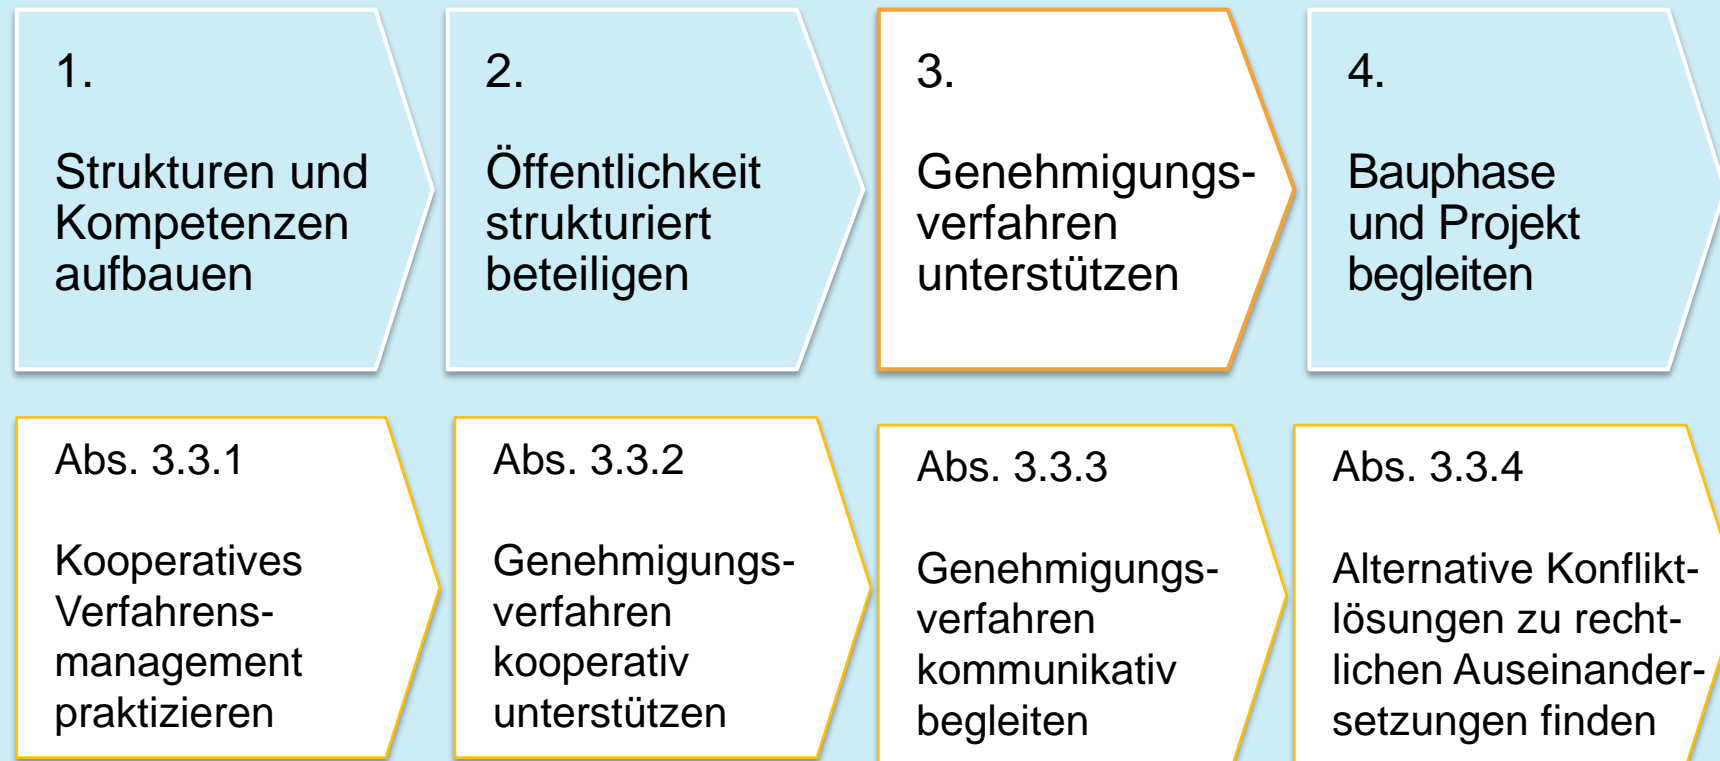 1.
Strukturen und
Kompetenzen
aufbauen
2.
Öffentlichkeit
strukturiert
beteiligen
3.
Genehmigungs-
verfahren
unterstützen
4.
Bauphase
und Projekt
begleiten
Abs. 3.3.1
Kooperatives
Verfahrens-
management
praktizieren
Abs. 3.3.2
Genehmigungs-
verfahren
kooperativ
unterstützen
Abs. 3.3.3
Genehmigungs-
verfahren
kommunikativ
begleiten
Abs. 3.3.4
Alternative Konflikt-
lösungen zu recht-
lichen Auseinander-
setzungen finden